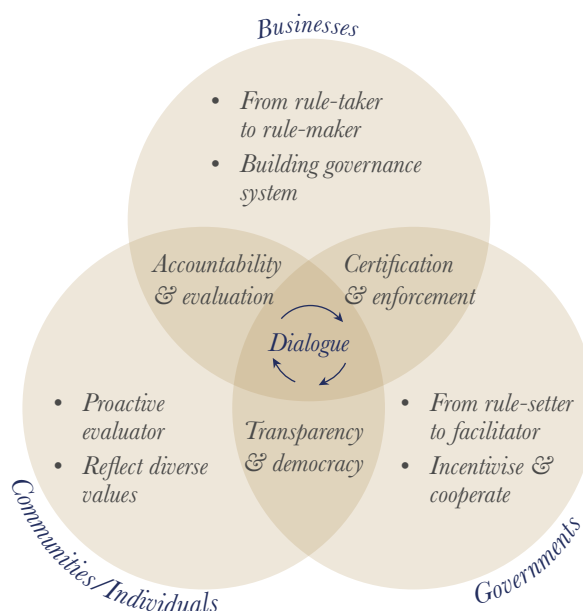 Businesses
• From rule-taker
to rule-maker
• Building governance
system
Accountability
& evaluation
Certification
& enforcement
Dialogue
• Proactive
evaluator
• Reflect diverse
values
Transparency
& democracy
• From rule-setter
to facilitator
• Incentivise &
cooperate
Communities/Individuals
Governments